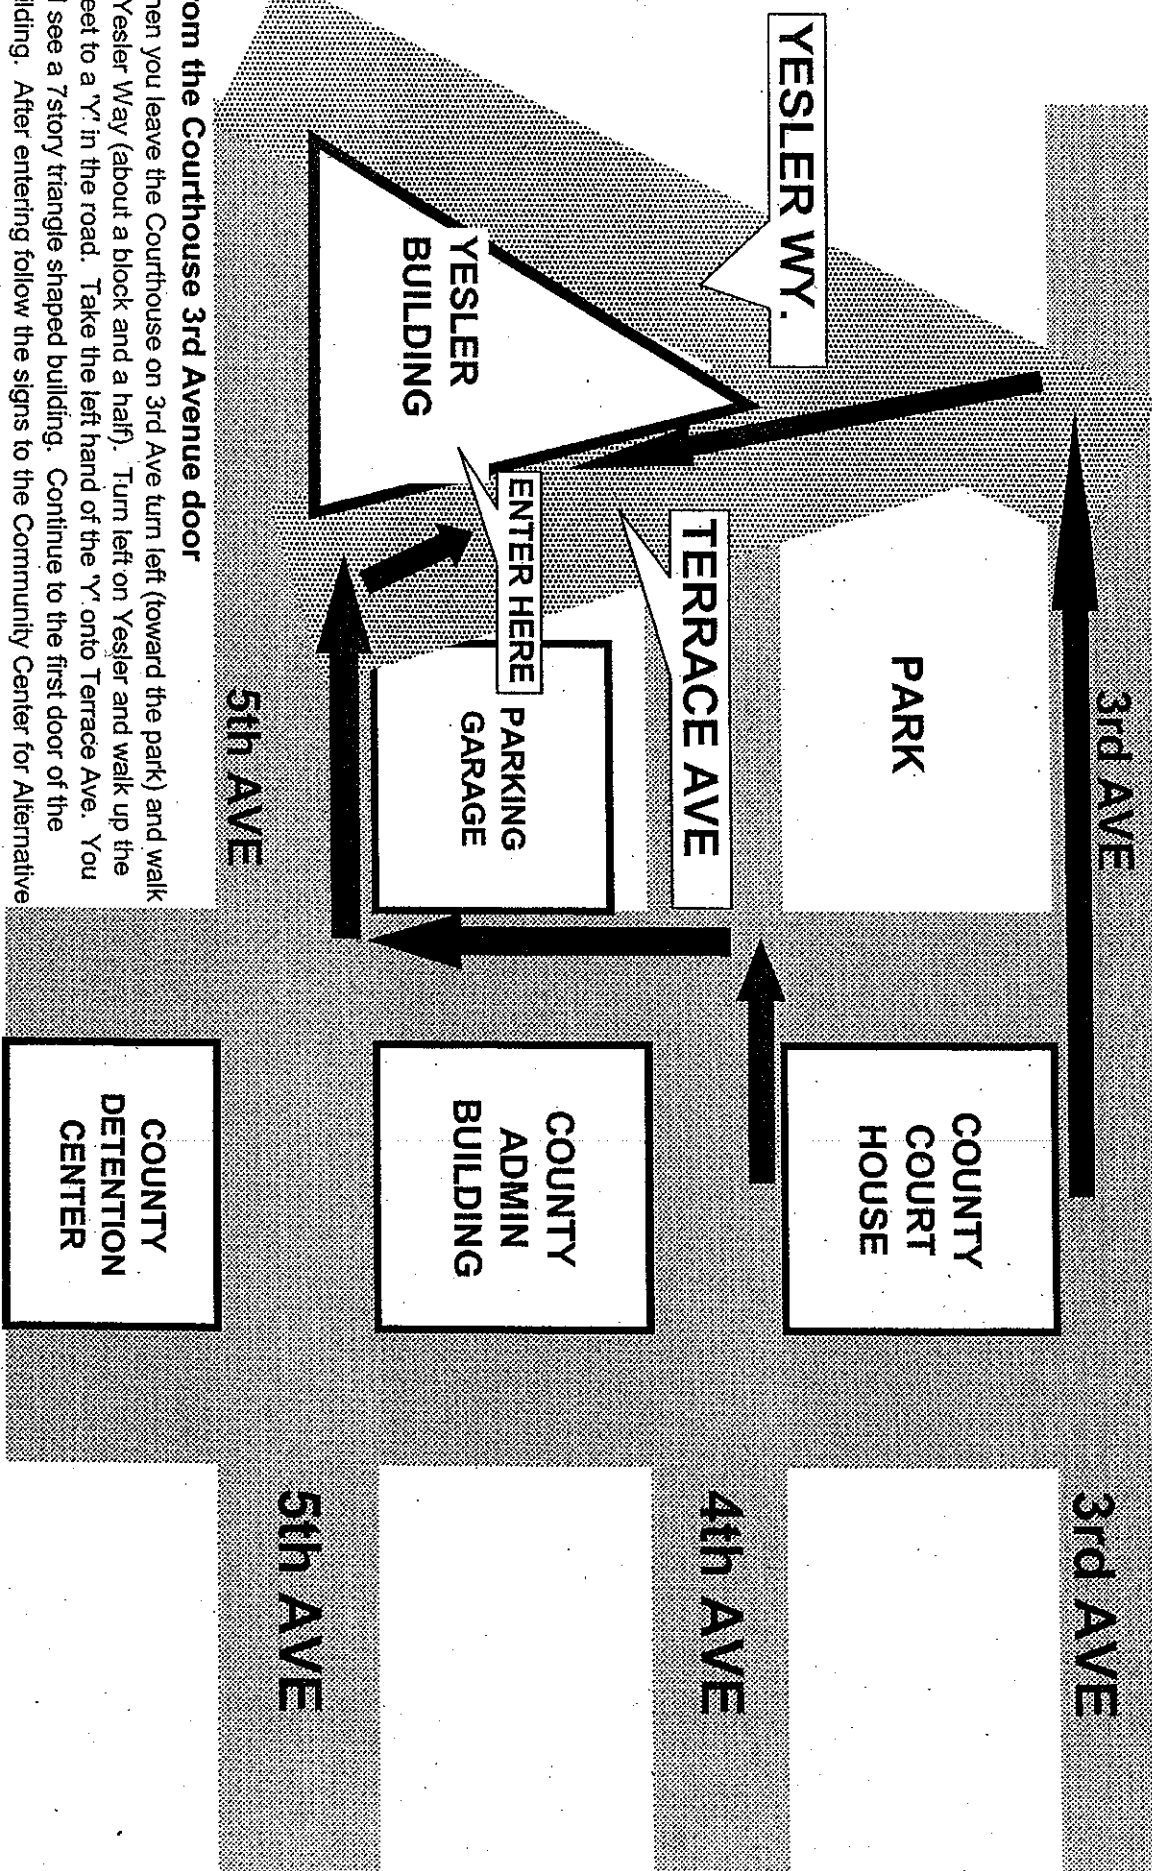 3rd AVE
3rd AVE
COUNTY
COURT
HOUSE
PARK
YESLER WY.
4th AVE
TERRACE AVE
COUNTY
ADMIN
BUILDING
ENTER HERE
PARKING
GARAGE
YESLER
BUILDING
5th AVE
5th AVE
rom the Courthouse 3rd Avenue door
hen you leave the Courthouse on 3rd Ave turn left (toward the park) and walk
Yesler Way (about a block and a half). Turn left on Yesler and walk up the
eet to a 'Y'. in the road. Take the left hand of the 'Y'. onto Terrace Ave. You
l see a 7story triangle shaped building. Continue to the first door of the
ilding. After entering follow the signs to the Community Center for Alternative
COUNTY
DETENTION
CENTER